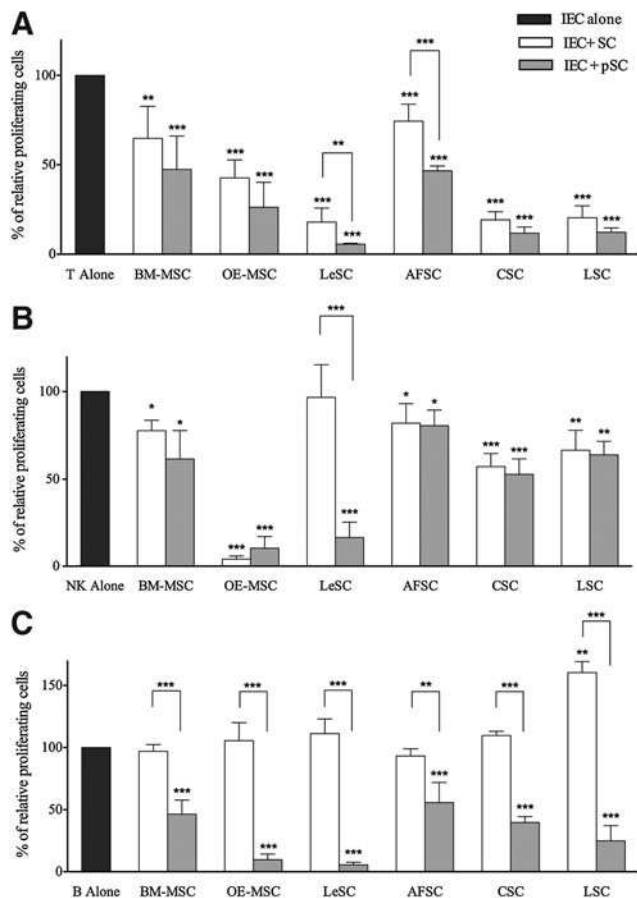 A
IEC alone
IEC+ SC
IEC + pSC
% of relative proliferating cells
100
50
0
** *** *** *** *** *** ** *** *** *** *** *** *** ***
T Alone BM-MSC OE-MSC LeSC AFSC CSC LSC
B
% of relative proliferating cells
100
50
0
* * *** *** *** *** * * *** *** ** **
NK Alone BM-MSC OE-MSC LeSC AFSC CSC LSC
C
% of relative proliferating cells
150
100
50
0
*** *** *** *** *** *** ** *** *** *** ** *** ***
B Alone BM-MSC OE-MSC LeSC AFSC CSC LSC